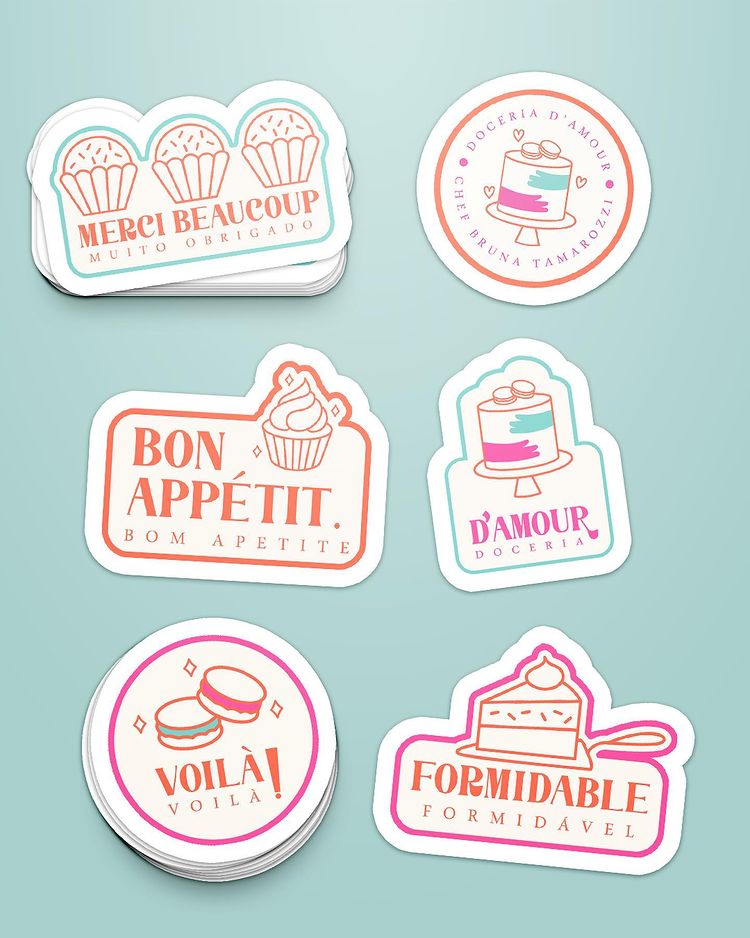 MERCI BEAUCOUP
MUITO OBRIGADO
DOCERIA D'AMOUR
CHEF BRUNA TAMAROZZI
BON
APPÉTIT.
BOM APETITE
D'AMOUR
DOCERIA
VOILÀ!
VOILÀ
FORMIDABLE
FORMIDÁVEL